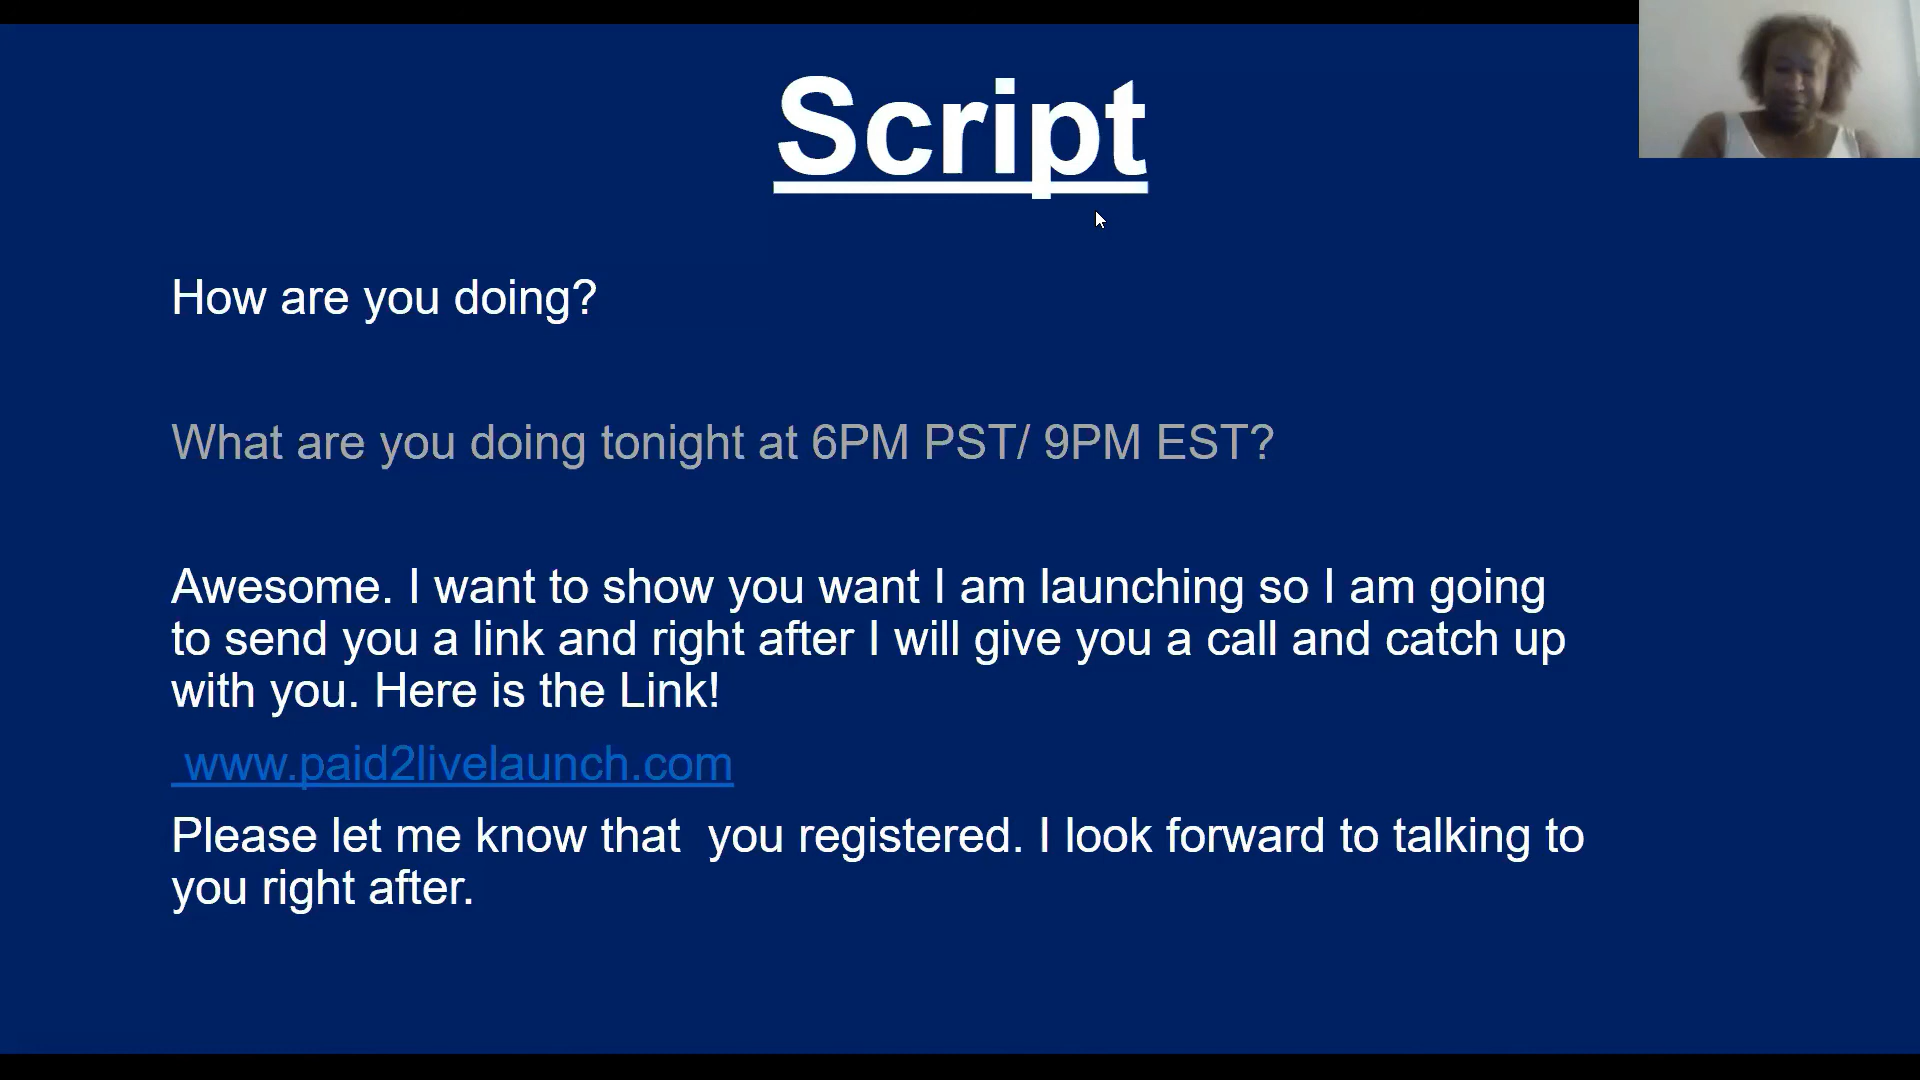 Script
How are you doing?
What are you doing tonight at 6PM PST/ 9PM EST?
Awesome. I want to show you want I am launching so I am going
to send you a link and right after I will give you a call and catch up
with you. Here is the Link!
www.paid2livelaunch.com
Please let me know that  you registered. I look forward to talking to
you right after.